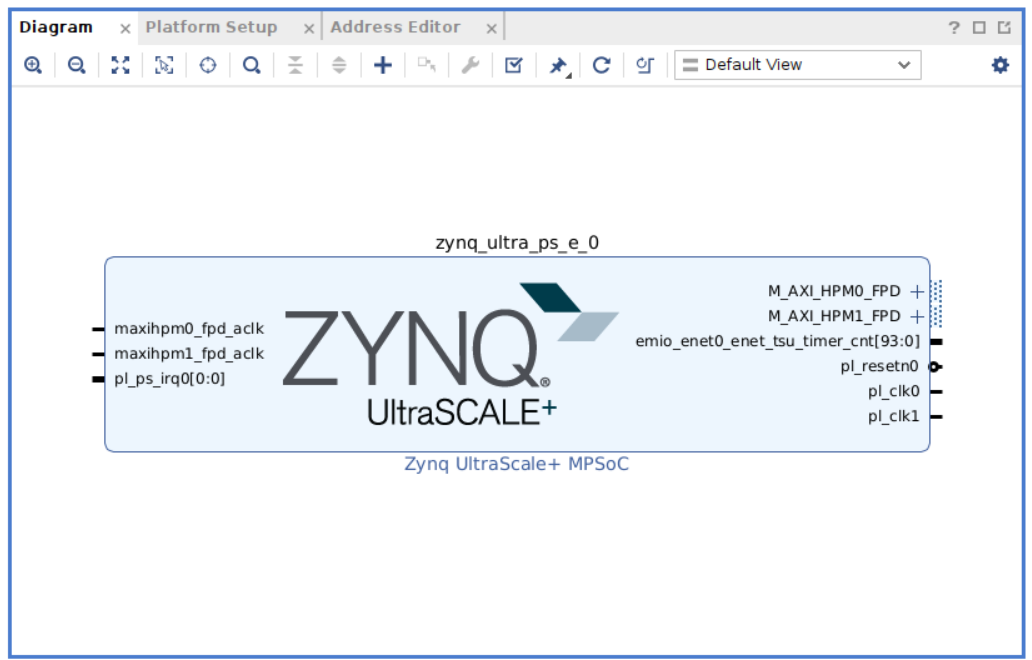 Diagram × Platform Setup × Address Editor ×
Default View
zynq_ultra_ps_e_0
M_AXI_HPM0_FPD
M_AXI_HPM1_FPD
maxihpm0_fpd_aclk
emio_enet0_enet_tsu_timer_cnt[93:0]
maxihpm1_fpd_aclk
pl_resetn0
pl_ps_irq0[0:0]
pl_clk0
pl_clk1
ZYNQ®
UltraSCALE+
Zynq UltraScale+ MPSoC